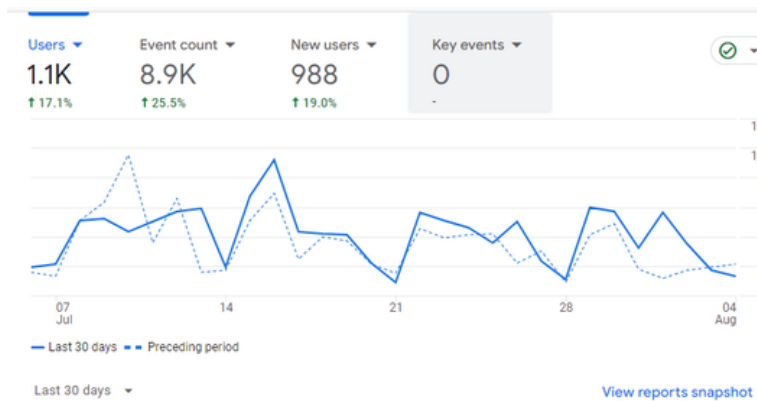 Users Event count New users Key events
1.1K 8.9K 988 0
↑ 17.1% ↑ 25.5% ↑ 19.0% -
07 14 21 28 04
Jul Aug
Last 30 days Preceding period
Last 30 days View reports snapshot